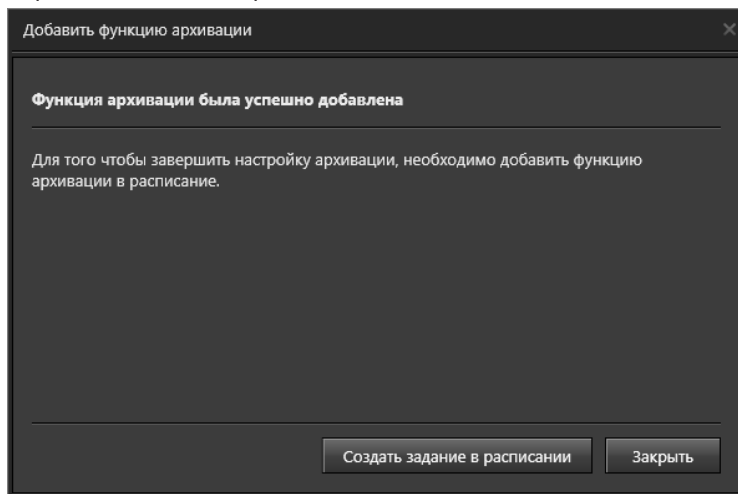 Добавить функцию архивации
Функция архивации была успешно добавлена
Для того чтобы завершить настройку архивации, необходимо добавить функцию
архивации в расписание.
Создать задание в расписании
Закрыть